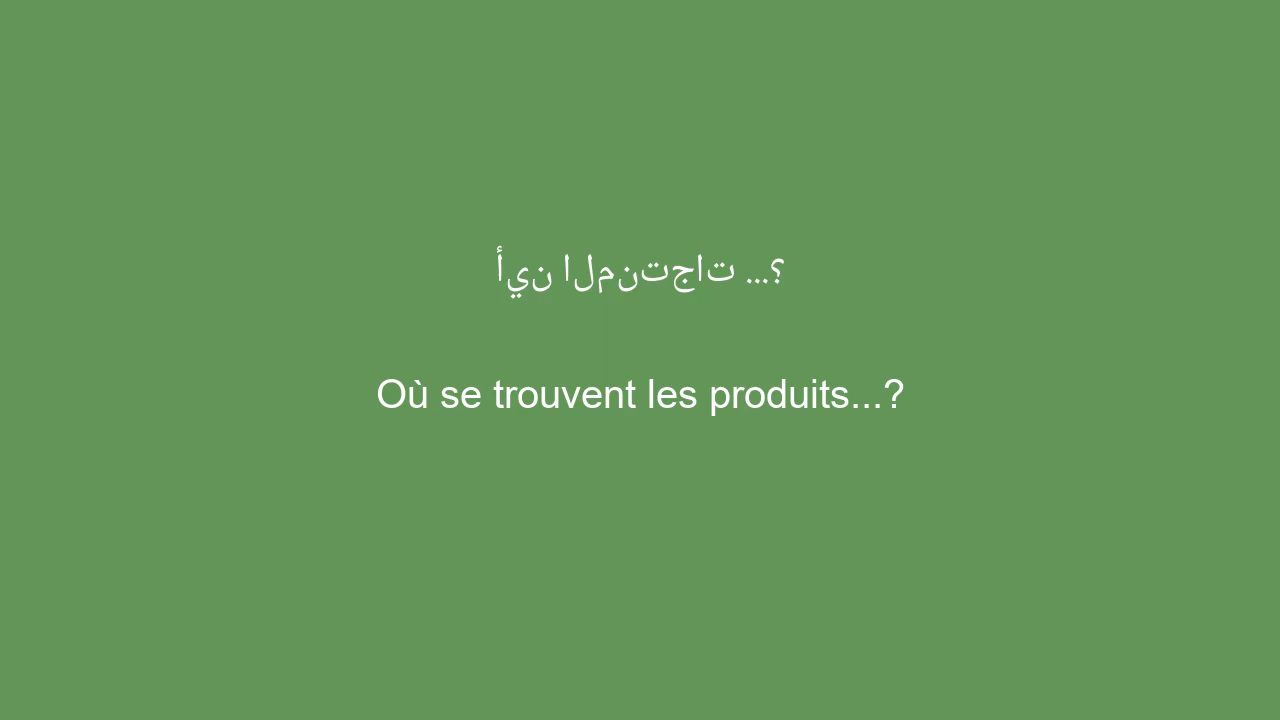 أين المنتجات ...؟
Où se trouvent les produits...?